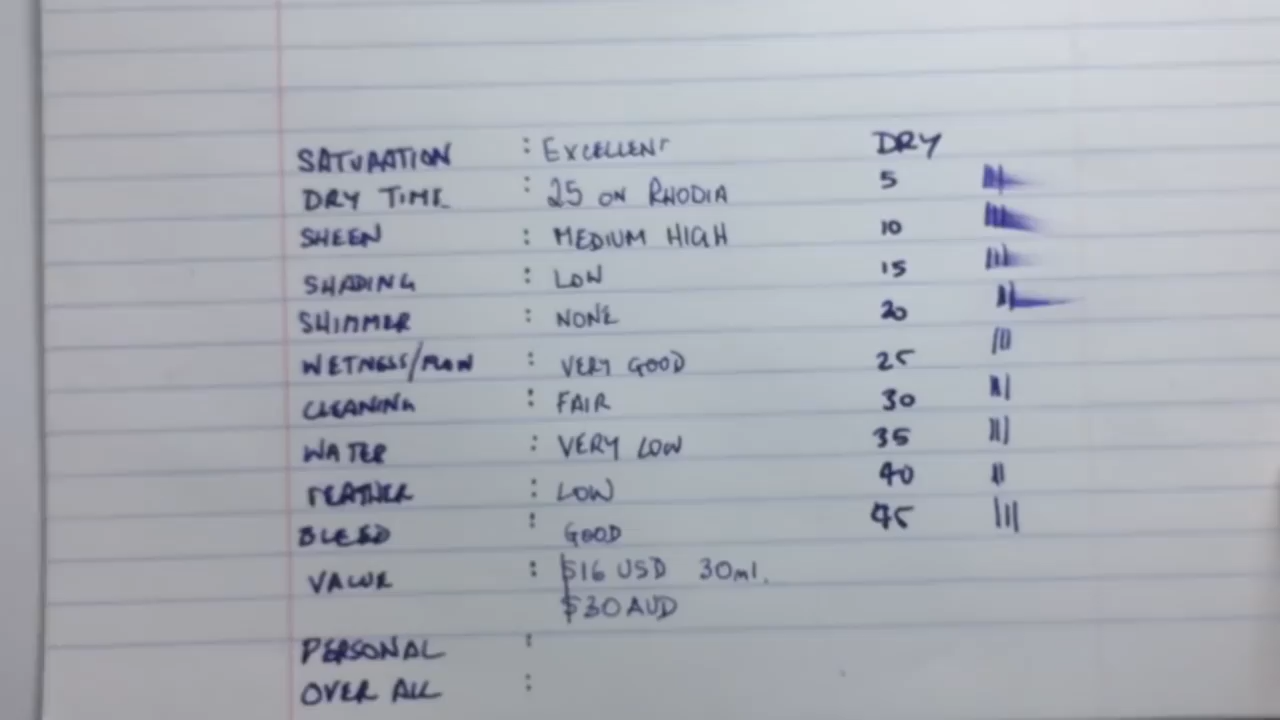 SATURATION : EXCELLENT DRY
DRY TIME : 25 ON RHODIA 5
SHEEN : MEDIUM HIGH 10
SHADING : LOW 15
SHIMMER : NONE 20
WETNESS/FLOW : VERY GOOD 25
CLEANING : FAIR 30
WATER : VERY LOW 35
FEATHER : LOW 40
BLEED : GOOD 45
VALUE : $16 USD 30ml.
$30 AUD
PERSONAL :
OVER ALL :